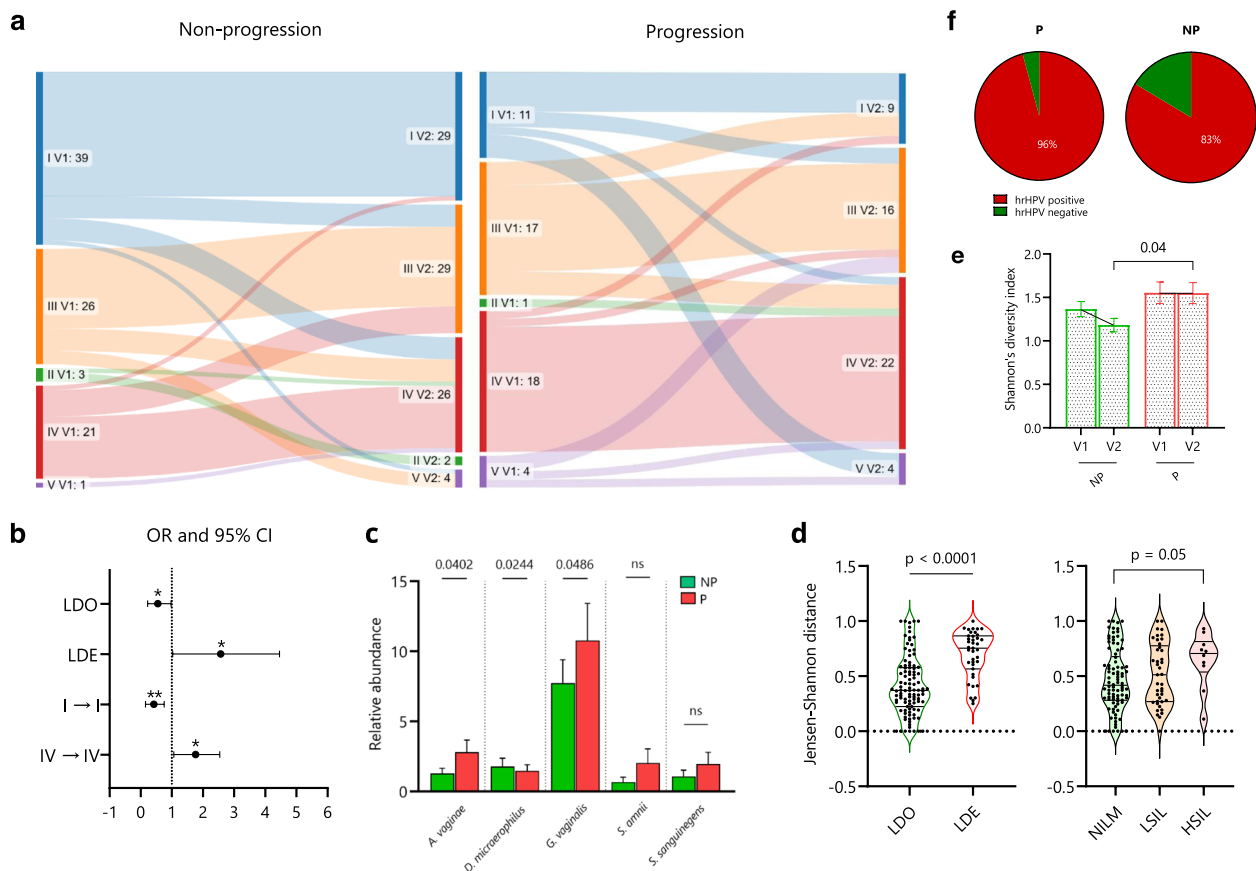 a
Non-progression
Progression
I V1: 39
III V1: 26
II V1: 3
IV V1: 21
V V1: 1
I V2: 29
III V2: 29
IV V2: 26
II V2: 2
V V2: 4
I V1: 11
III V1: 17
II V1: 1
IV V1: 18
V V1: 4
I V2: 9
III V2: 16
IV V2: 22
V V2: 4
f
P
NP
96%
83%
hrHPV positive
hrHPV negative
e
0.04
Shannon's diversity index
2.0
1.5
1.0
0.5
0.0
V1 V2 V1 V2
NP P
b
OR and 95% CI
LDO *
LDE *
I → I **
IV → IV *
-1 0 1 2 3 4 5 6
c
0.0402 0.0244 0.0486 ns
ns
NP
P
Relative abundance
15
10
5
0
A. vaginae
D. micraerophilus
G. vaginalis
S. amnii
S. sanguinegens
d
p < 0.0001
Jensen-Shannon distance
1.5
1.0
0.5
0.0
-0.5
LDO LDE
p = 0.05
1.5
1.0
0.5
0.0
-0.5
NILM LSIL HSIL